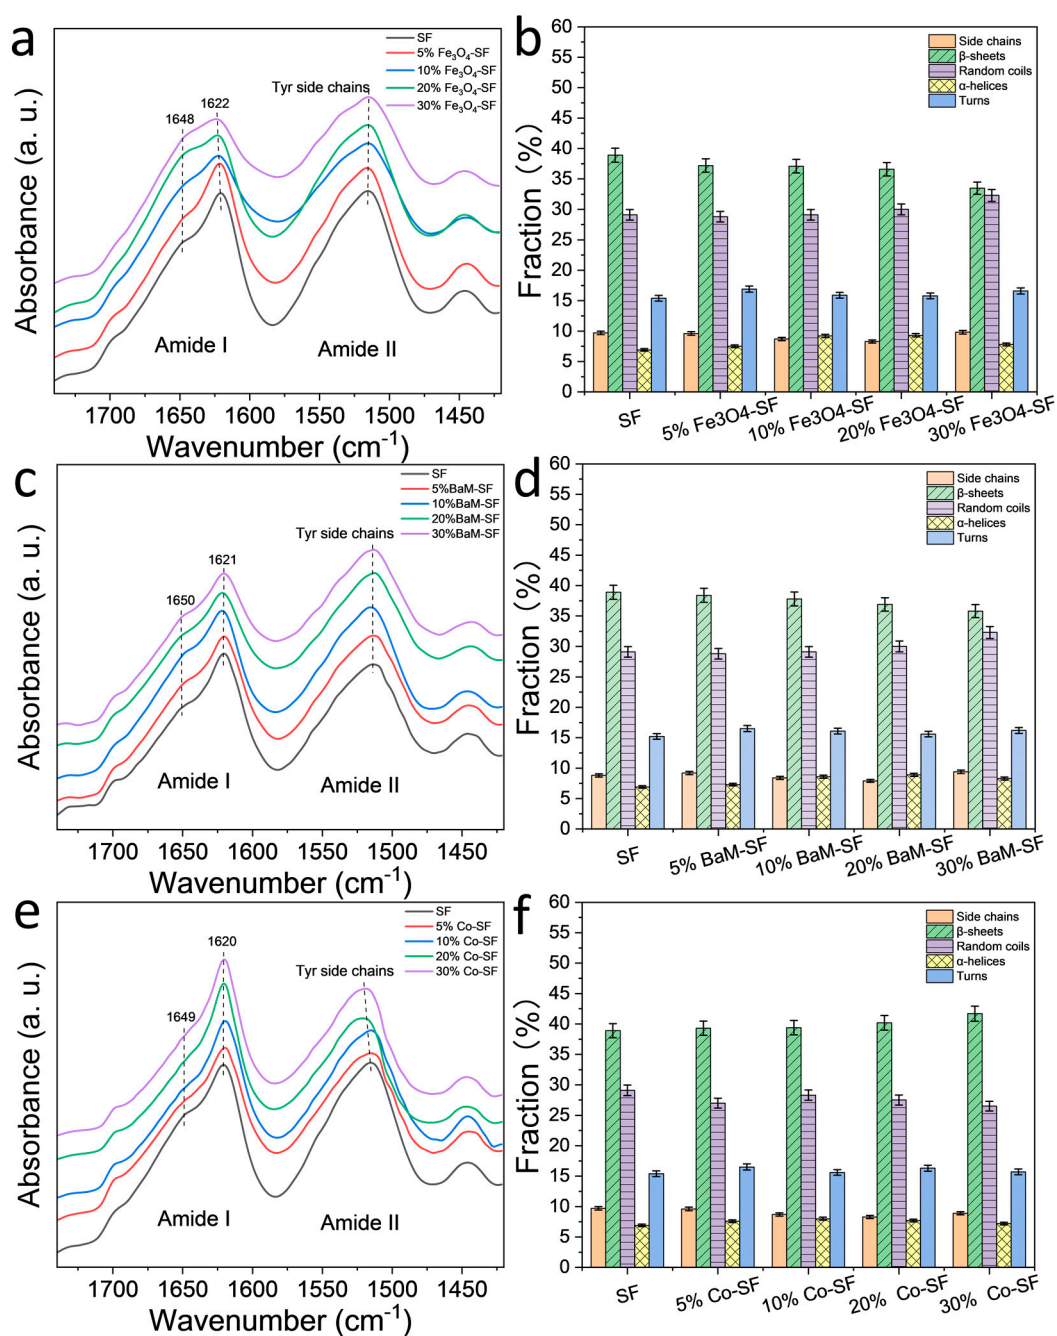 a
SF
5% Fe₃O₄-SF
10% Fe₃O₄-SF
20% Fe₃O₄-SF
30% Fe₃O₄-SF
Tyr side chains
1622
1648
Amide I
Amide II
Absorbance (a. u.)
1700 1650 1600 1550 1500 1450
Wavenumber (cm⁻¹)
b
Side chains
β-sheets
Random coils
α-helices
Turns
60
55
50
45
40
35
30
25
20
15
10
5
0
Fraction (%)
SF
5% Fe3O4-SF
10% Fe3O4-SF
20% Fe3O4-SF
30% Fe3O4-SF
c
SF
5%BaM-SF
10%BaM-SF
20%BaM-SF
30%BaM-SF
Tyr side chains
1621
1650
Amide I
Amide II
Absorbance (a. u.)
1700 1650 1600 1550 1500 1450
Wavenumber (cm⁻¹)
d
Side chains
β-sheets
Random coils
α-helices
Turns
60
55
50
45
40
35
30
25
20
15
10
5
0
Fraction (%)
SF
5% BaM-SF
10% BaM-SF
20% BaM-SF
30% BaM-SF
e
SF
5% Co-SF
10% Co-SF
20% Co-SF
30% Co-SF
Tyr side chains
1620
1649
Amide I
Amide II
Absorbance (a. u.)
1700 1650 1600 1550 1500 1450
Wavenumber (cm⁻¹)
f
Side chains
β-sheets
Random coils
α-helices
Turns
60
55
50
45
40
35
30
25
20
15
10
5
0
Fraction (%)
SF
5% Co-SF
10% Co-SF
20% Co-SF
30% Co-SF